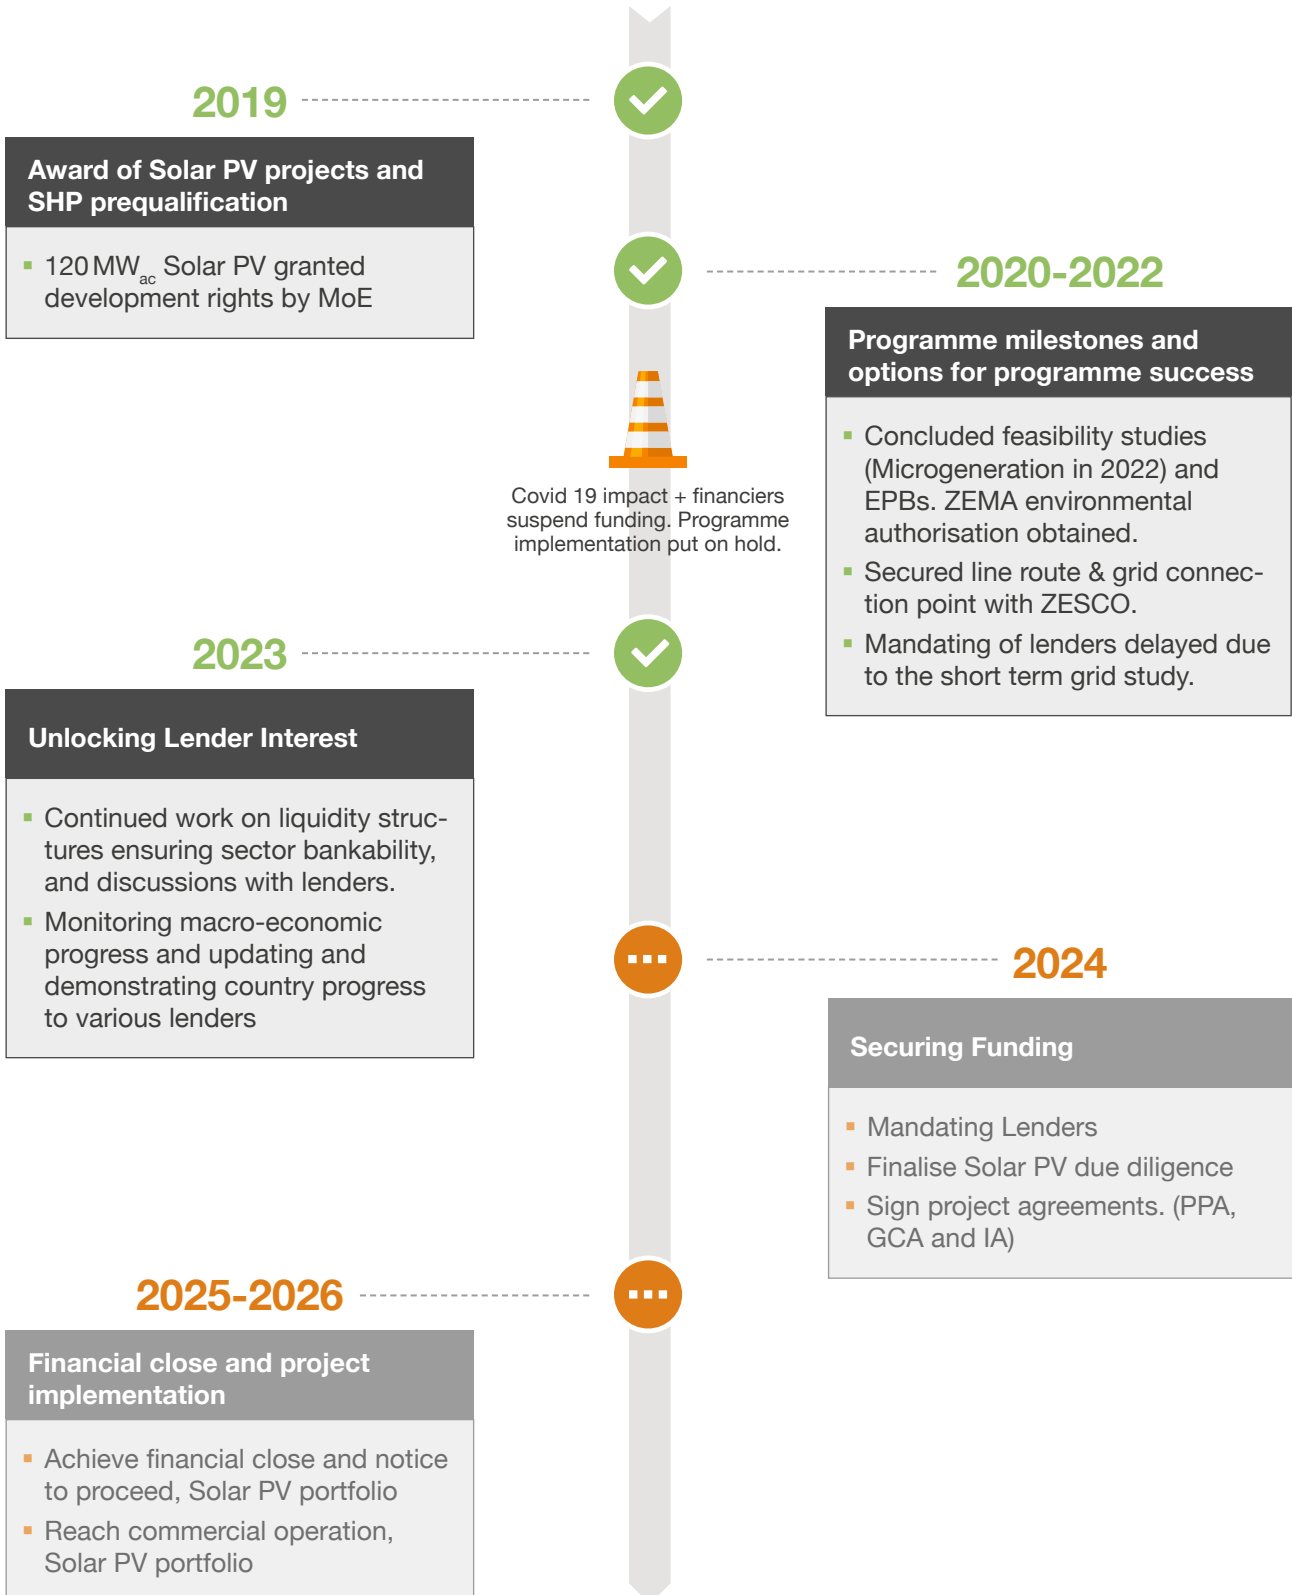 2019
Award of Solar PV projects and
SHP prequalification
120 MWac Solar PV granted
development rights by MoE
2020-2022
Programme milestones and
options for programme success
Concluded feasibility studies
(Microgeneration in 2022) and
EPBs. ZEMA environmental
authorisation obtained.
Secured line route & grid connec-
tion point with ZESCO.
Mandating of lenders delayed due
to the short term grid study.
Covid 19 impact + financiers
suspend funding. Programme
implementation put on hold.
2023
Unlocking Lender Interest
Continued work on liquidity struc-
tures ensuring sector bankability,
and discussions with lenders.
Monitoring macro-economic
progress and updating and
demonstrating country progress
to various lenders
2024
Securing Funding
Mandating Lenders
Finalise Solar PV due diligence
Sign project agreements. (PPA,
GCA and IA)
2025-2026
Financial close and project
implementation
Achieve financial close and notice
to proceed, Solar PV portfolio
Reach commercial operation,
Solar PV portfolio